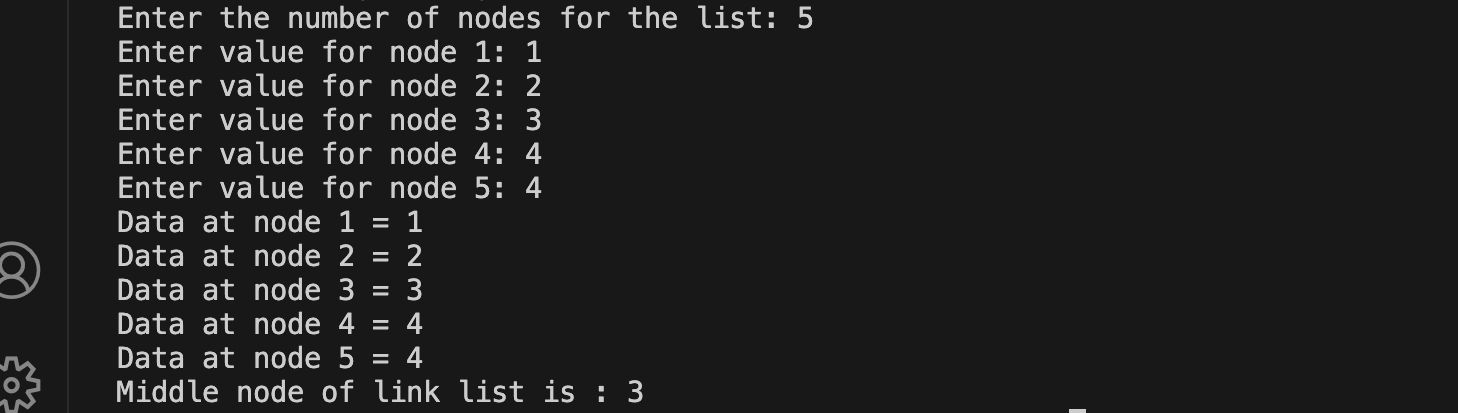 Enter the number of nodes for the list: 5
Enter value for node 1: 1
Enter value for node 2: 2
Enter value for node 3: 3
Enter value for node 4: 4
Enter value for node 5: 4
Data at node 1 = 1
Data at node 2 = 2
Data at node 3 = 3
Data at node 4 = 4
Data at node 5 = 4
Middle node of link list is : 3